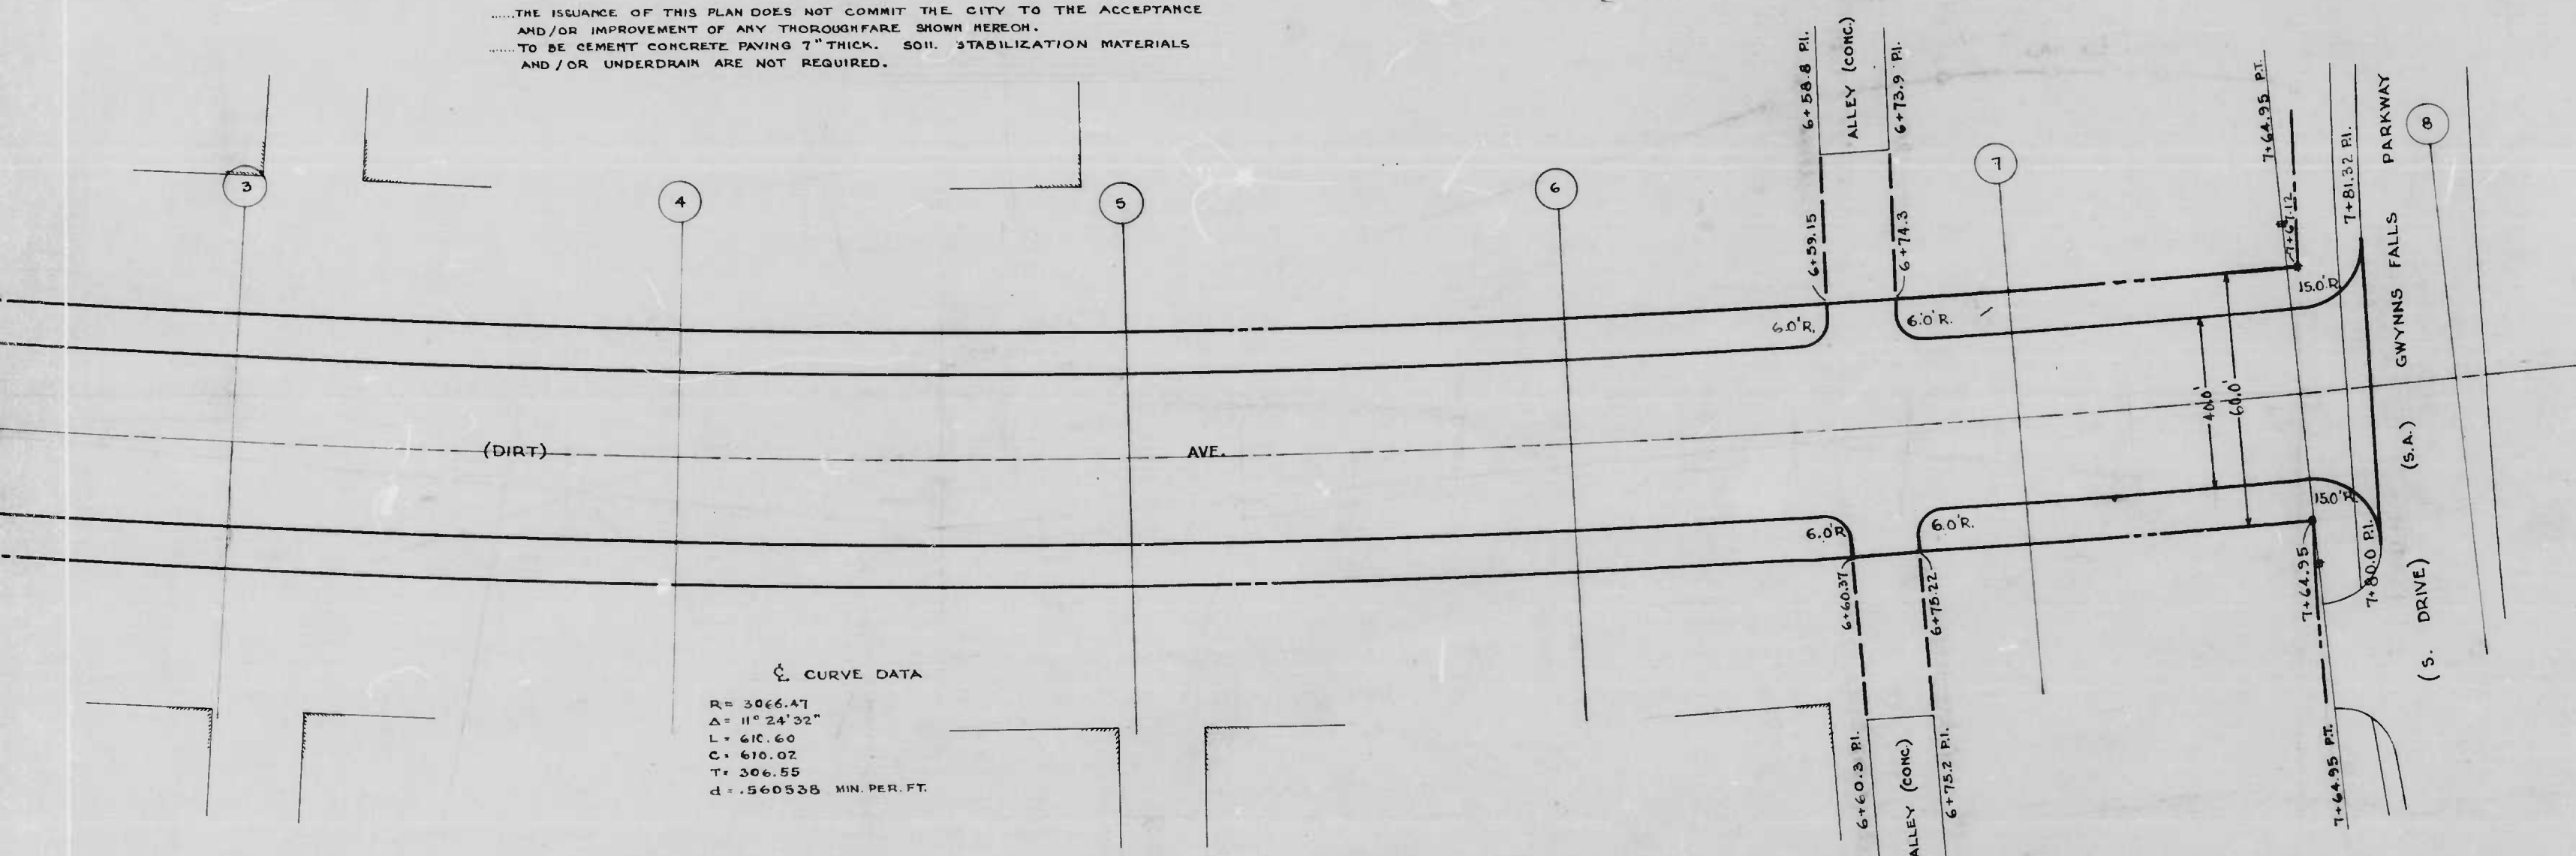 ......THE ISSUANCE OF THIS PLAN DOES NOT COMMIT THE CITY TO THE ACCEPTANCE
AND/OR IMPROVEMENT OF ANY THOROUGHFARE SHOWN HEREON.
......TO BE CEMENT CONCRETE PAVING 7" THICK. SOIL STABILIZATION MATERIALS
AND/OR UNDERDRAIN ARE NOT REQUIRED.
3
4
5
6
7
8
6+58.8 P.I.
ALLEY (CONC.)
6+73.9 P.I.
6+59.15
6+74.3
7+64.95 P.T.
7+67.12
7+81.32 P.I.
GWYNNS FALLS PARKWAY
(S.A.)
(S. DRIVE)
6.0'R.
6.0'R.
15.0'R
40.0'
60.0'
(DIRT)
AVE.
6.0'R
6.0'R.
15.0'R
6+60.37
6+75.22
7+64.95
7+80.0 P.I.
6+60.3 P.I.
ALLEY (CONC.)
6+75.2 P.I.
7+64.95 P.T.
℄ CURVE DATA
R= 3066.47
Δ= 11° 24' 32"
L= 610.60
C= 610.02
T= 306.55
d = .560538 MIN. PER. FT.